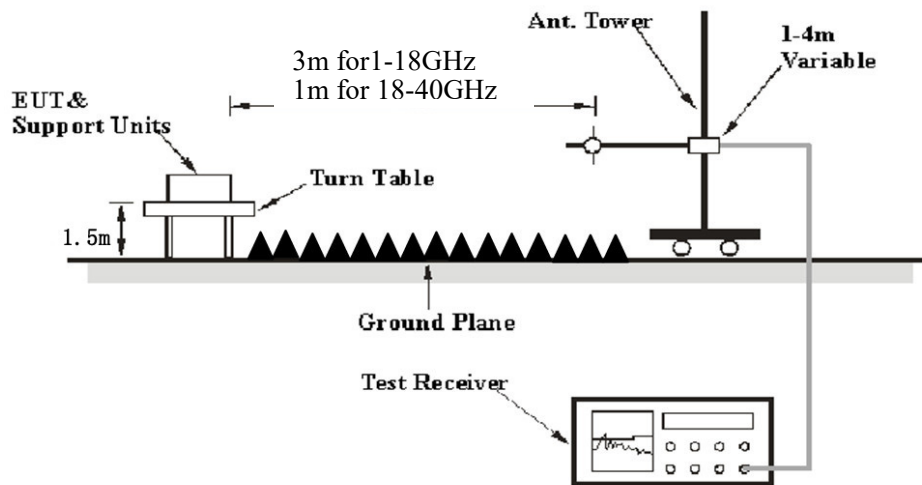 Ant. Tower
1-4m
Variable
3m for1-18GHz
1m for 18-40GHz
EUT&
Support Units
Turn Table
1.5m
Ground Plane
Test Receiver